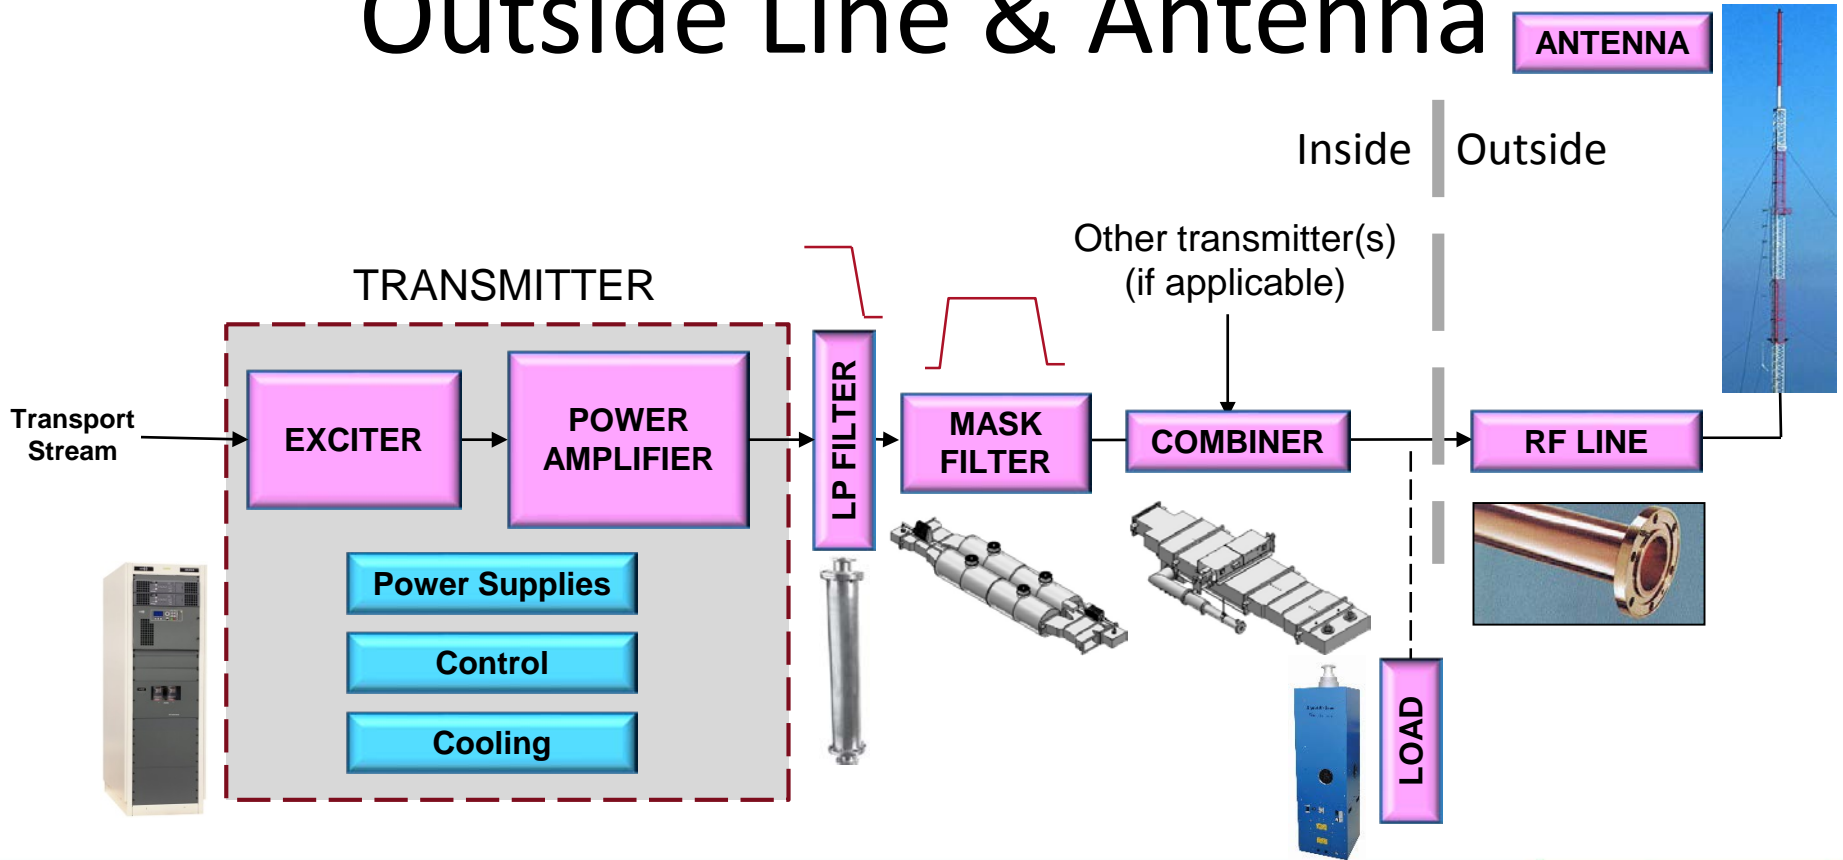 Outside Line & Antenna
ANTENNA
Inside
Outside
Other transmitter(s)
(if applicable)
TRANSMITTER
Transport
Stream
EXCITER
POWER
AMPLIFIER
LP FILTER
MASK
FILTER
COMBINER
RF LINE
Power Supplies
Control
Cooling
LOAD